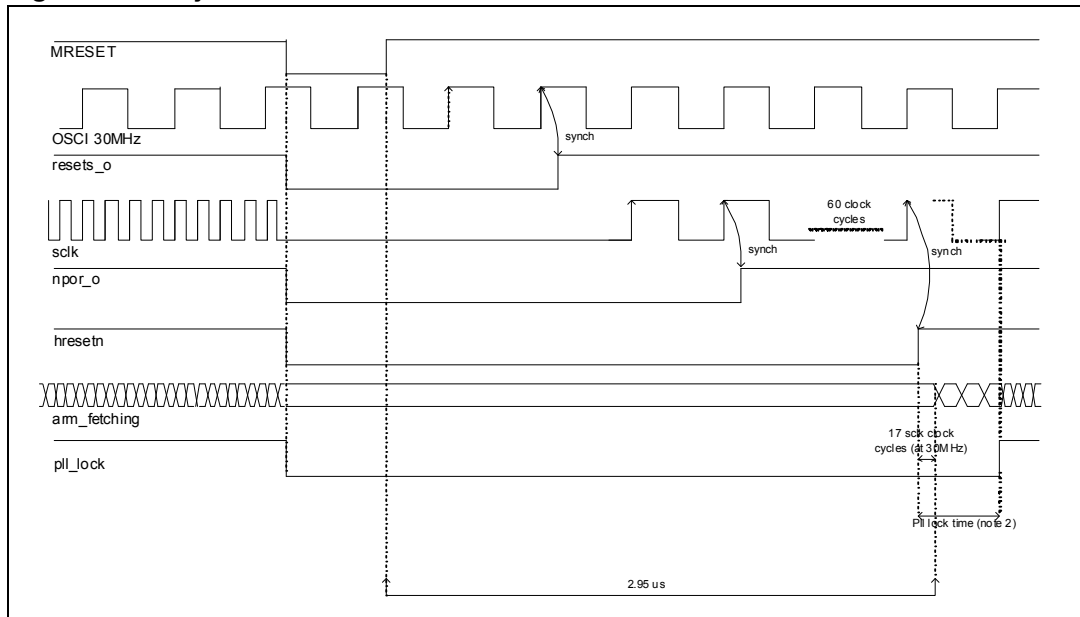 MRESET
OSCI 30MHz
synch
resets_o
60 clock
cycles
sclk
synch
synch
npor_o
hresetn
arm_fetching
17 sclk clock
cycles (at 30MHz)
pll_lock
Pll lock time (note 2)
2.95 us